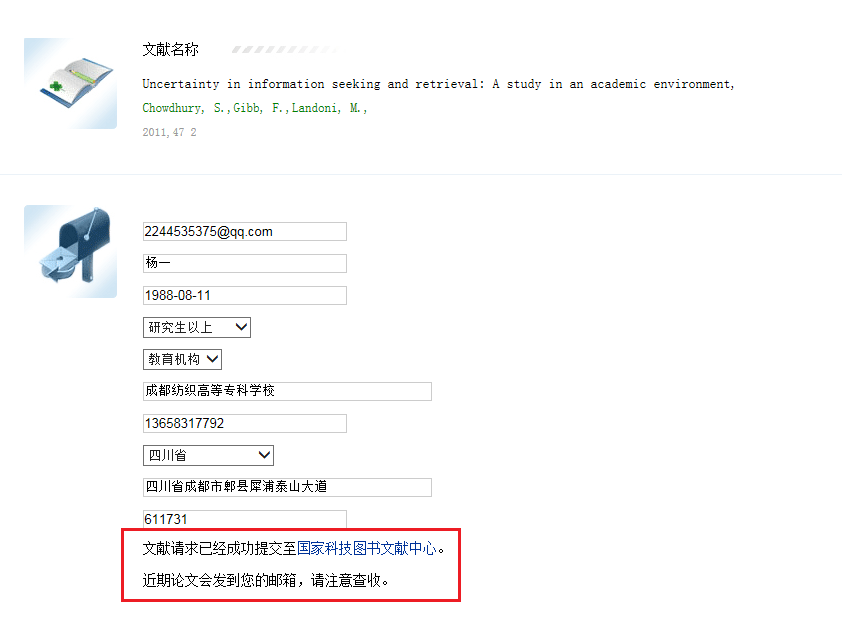 文献名称
Uncertainty in information seeking and retrieval: A study in an academic environment,
Chowdhury, S.,Gibb, F.,Landoni, M.,
2011,47 2
2244535375@qq.com
杨一
1988-08-11
研究生以上
教育机构
成都纺织高等专科学校
13658317792
四川省
四川省成都市郫县犀浦泰山大道
611731
文献请求已经成功提交至国家科技图书文献中心。
近期论文会发到您的邮箱，请注意查收。